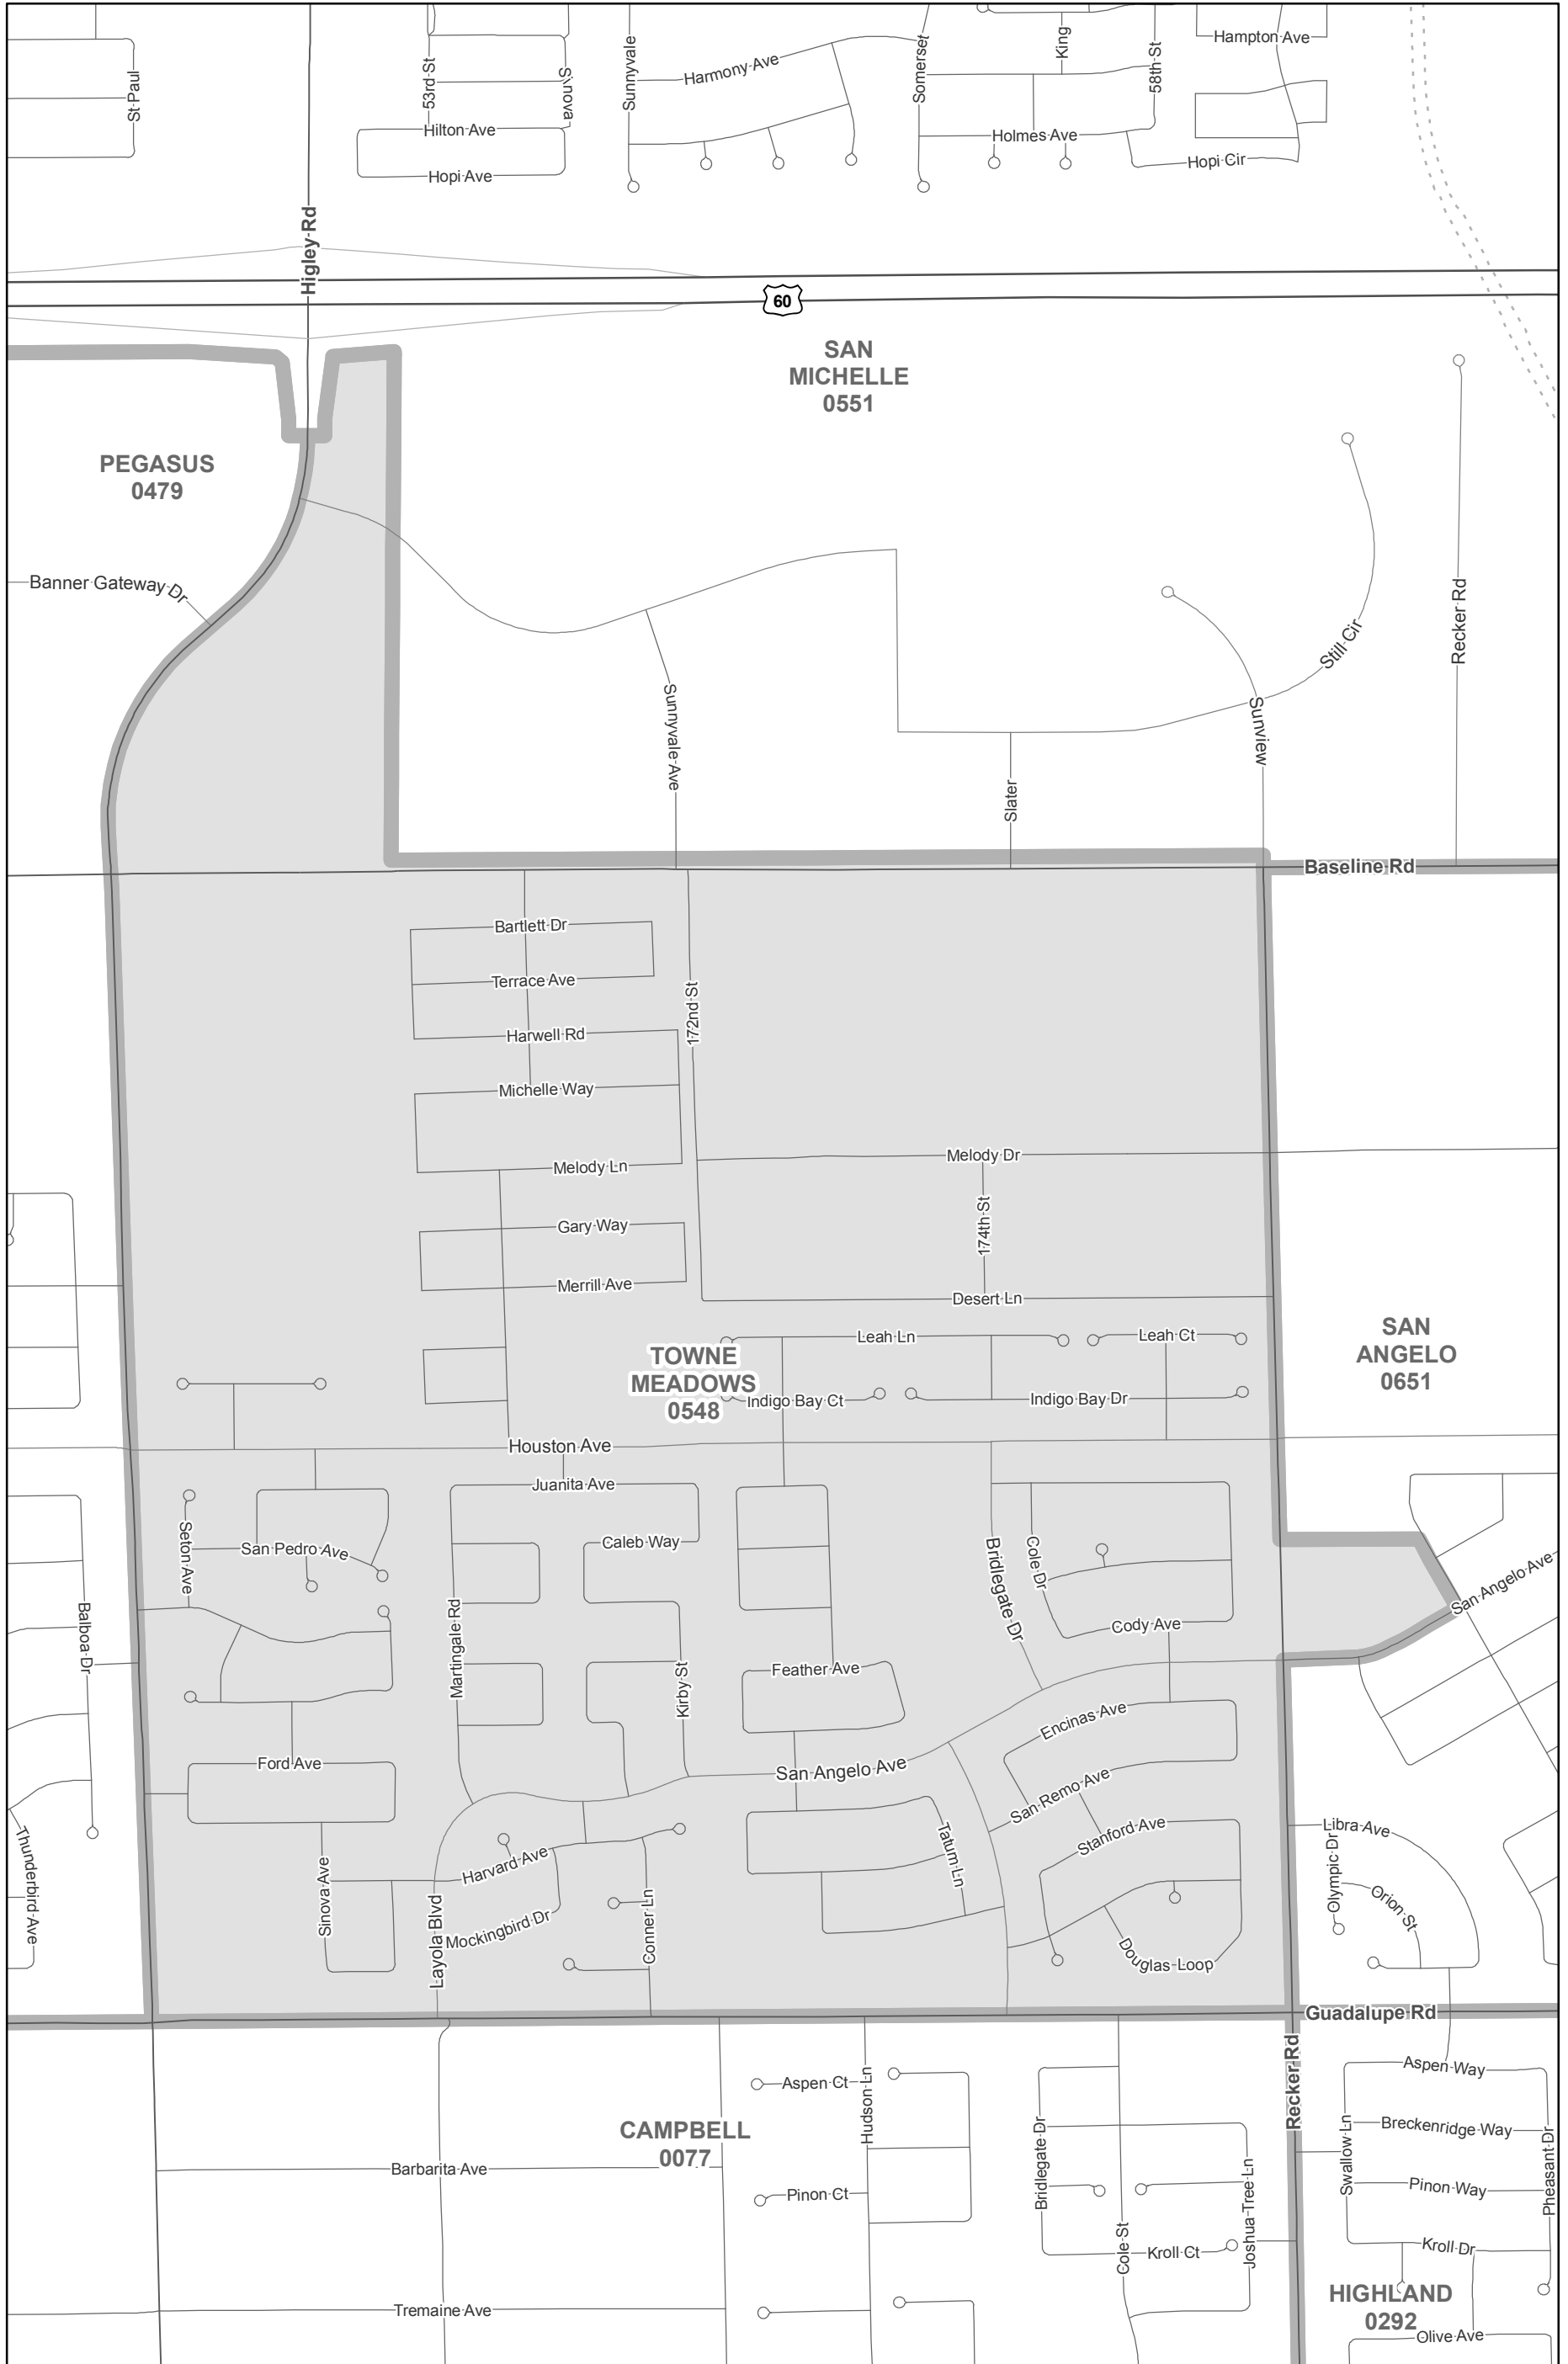 St Paul
53rd St
Sinova
Sunnyvale
Harmony Ave
Somerset
King
58th St
Hampton Ave
Hilton Ave
Hopi Ave
Holmes Ave
Hopi Cir
Higley Rd
60
SAN
MICHELLE
0551
PEGASUS
0479
Banner Gateway Dr
Sunnyvale Ave
Slater
Sunview
Still Cir
Recker Rd
Baseline Rd
Bartlett Dr
Terrace Ave
172nd St
Harwell Rd
Michelle Way
Melody Ln
Melody Dr
Gary Way
174th St
Merrill Ave
Desert Ln
Leah Ln
Leah Ct
TOWNE
MEADOWS
0548
Indigo Bay Ct
Indigo Bay Dr
SAN
ANGELO
0651
Houston Ave
Juanita Ave
Seton Ave
San Pedro Ave
Caleb Way
Bridlegate Dr
Cole Dr
San Angelo Ave
Balboa Dr
Martingale Rd
Cody Ave
Kirby St
Feather Ave
Encinas Ave
Ford Ave
San Angelo Ave
San Remo Ave
Thunderbird Ave
Sinova Ave
Harvard Ave
Tatum Ln
Stanford Ave
Libra Ave
Olympic Dr
Orion St
Layola Blvd
Mockingbird Dr
Conner Ln
Douglas Loop
Guadalupe Rd
Recker Rd
Aspen Ct
Hudson Ln
Aspen Way
CAMPBELL
0077
Bridlegate Dr
Swallow Ln
Breckenridge Way
Pheasant Dr
Barbarita Ave
Pinon Ct
Joshua Tree Ln
Pinon Way
Cole St
Kroll Ct
Kroll Dr
HIGHLAND
0292
Tremaine Ave
Olive Ave